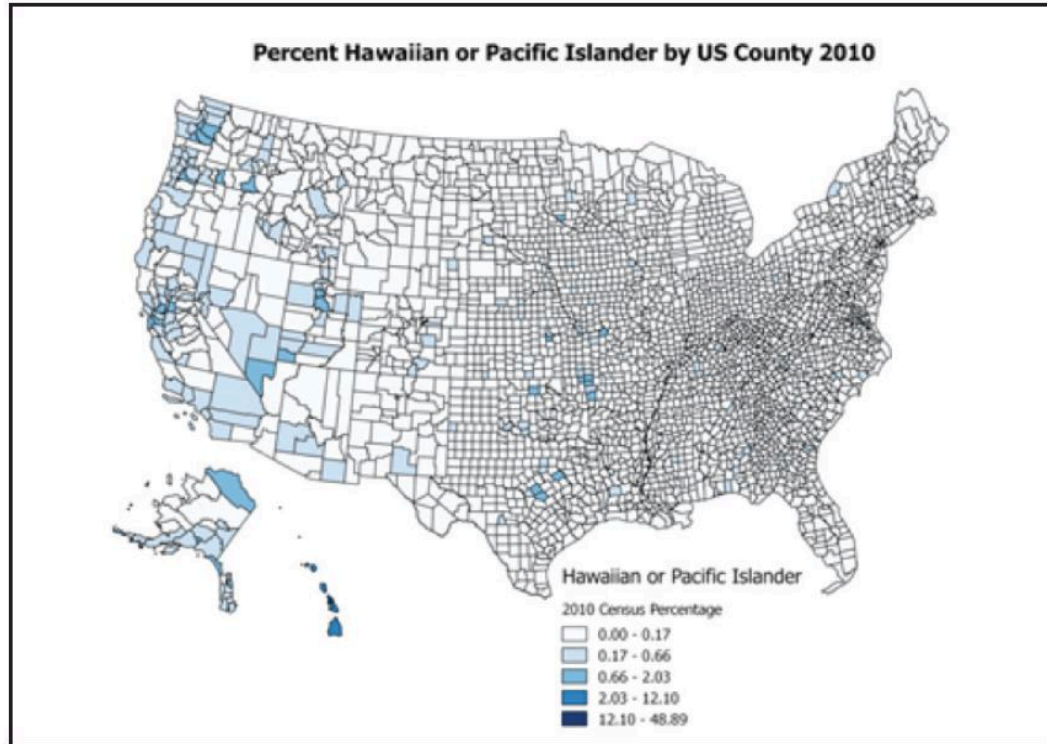 Percent Hawaiian or Pacific Islander by US County 2010
Hawaiian or Pacific Islander
2010 Census Percentage
0.00 - 0.17
0.17 - 0.66
0.66 - 2.03
2.03 - 12.10
12.10 - 48.89